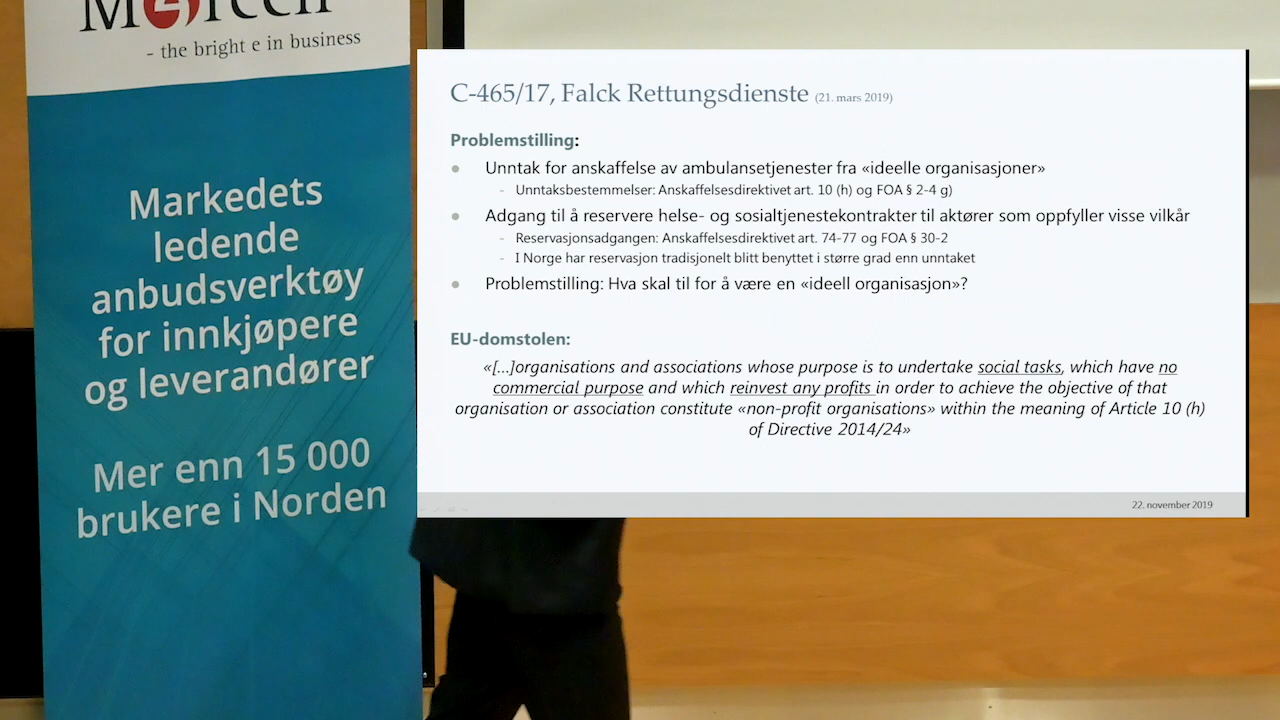 - the bright e in business
Markedets
ledende
anbudsverktøy
for innkjøpere
og leverandører
Mer enn 15 000
brukere i Norden
C-465/17, Falck Rettungsdienste (21. mars 2019)
Problemstilling:
Unntak for anskaffelse av ambulansetjenester fra «ideelle organisasjoner»
- Unntaksbestemmelser: Anskaffelsesdirektivet art. 10 (h) og FOA § 2-4 g)
Adgang til å reservere helse- og sosialtjenestekontrakter til aktører som oppfyller visse vilkår
- Reservasjonsadgangen: Anskaffelsesdirektivet art. 74-77 og FOA § 30-2
- I Norge har reservasjon tradisjonelt blitt benyttet i større grad enn unntaket
Problemstilling: Hva skal til for å være en «ideell organisasjon»?
EU-domstolen:
«[...]organisations and associations whose purpose is to undertake social tasks, which have no
commercial purpose and which reinvest any profits in order to achieve the objective of that
organisation or association constitute «non-profit organisations» within the meaning of Article 10 (h)
of Directive 2014/24»
22. november 2019